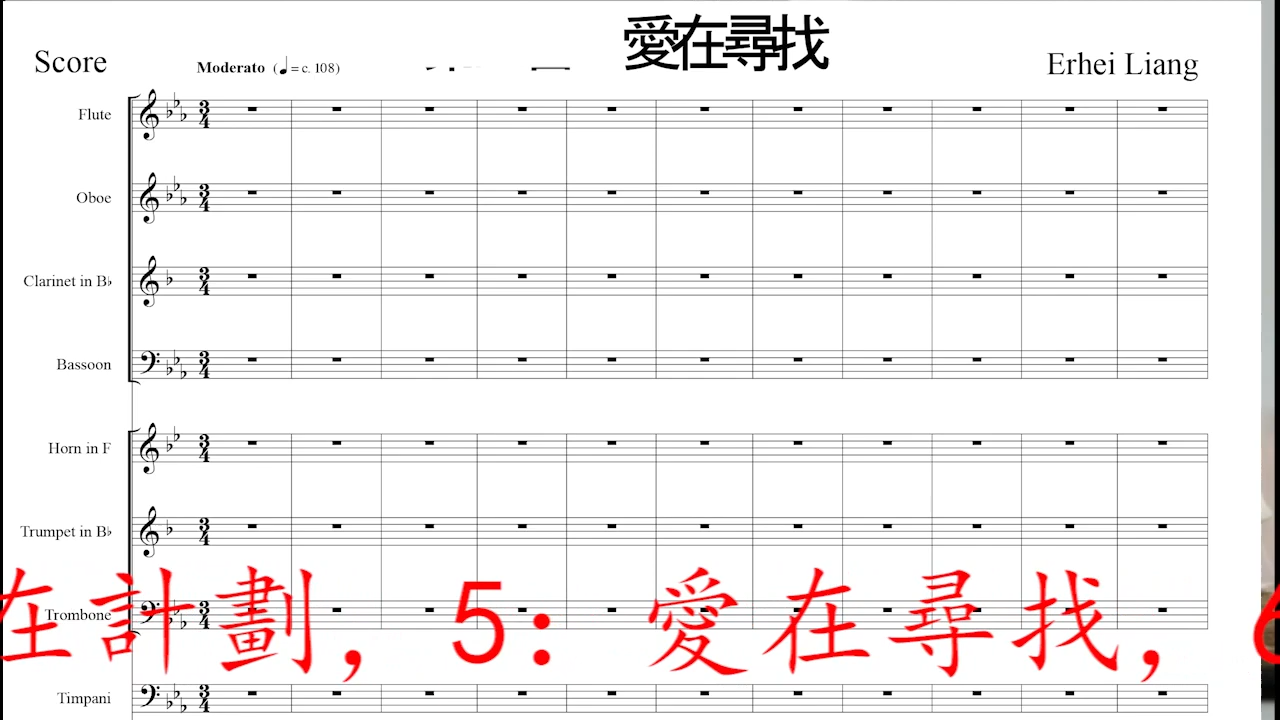 愛在尋找
Score
Moderato (♩=c. 108)
Erhei Liang
Flute
Oboe
Clarinet in B♭
Bassoon
Horn in F
Trumpet in B♭
Trombone
在計劃, 5: 愛在尋找, 6
Timpani